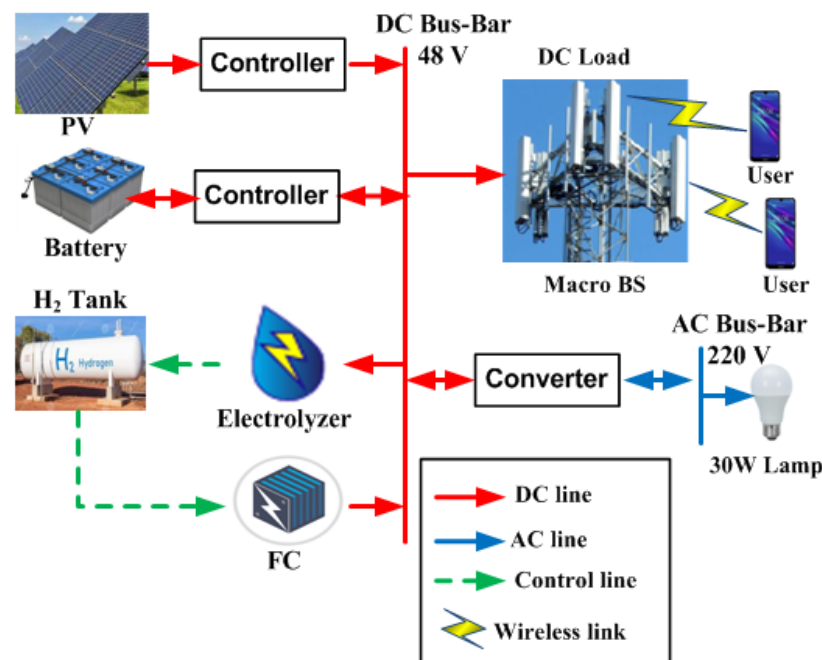 DC Bus-Bar
48 V
PV
Controller
DC Load
User
User
Macro BS
Battery
Controller
H₂ Tank
H₂ Hydrogen
Electrolyzer
FC
Converter
AC Bus-Bar
220 V
30W Lamp
DC line
AC line
Control line
Wireless link